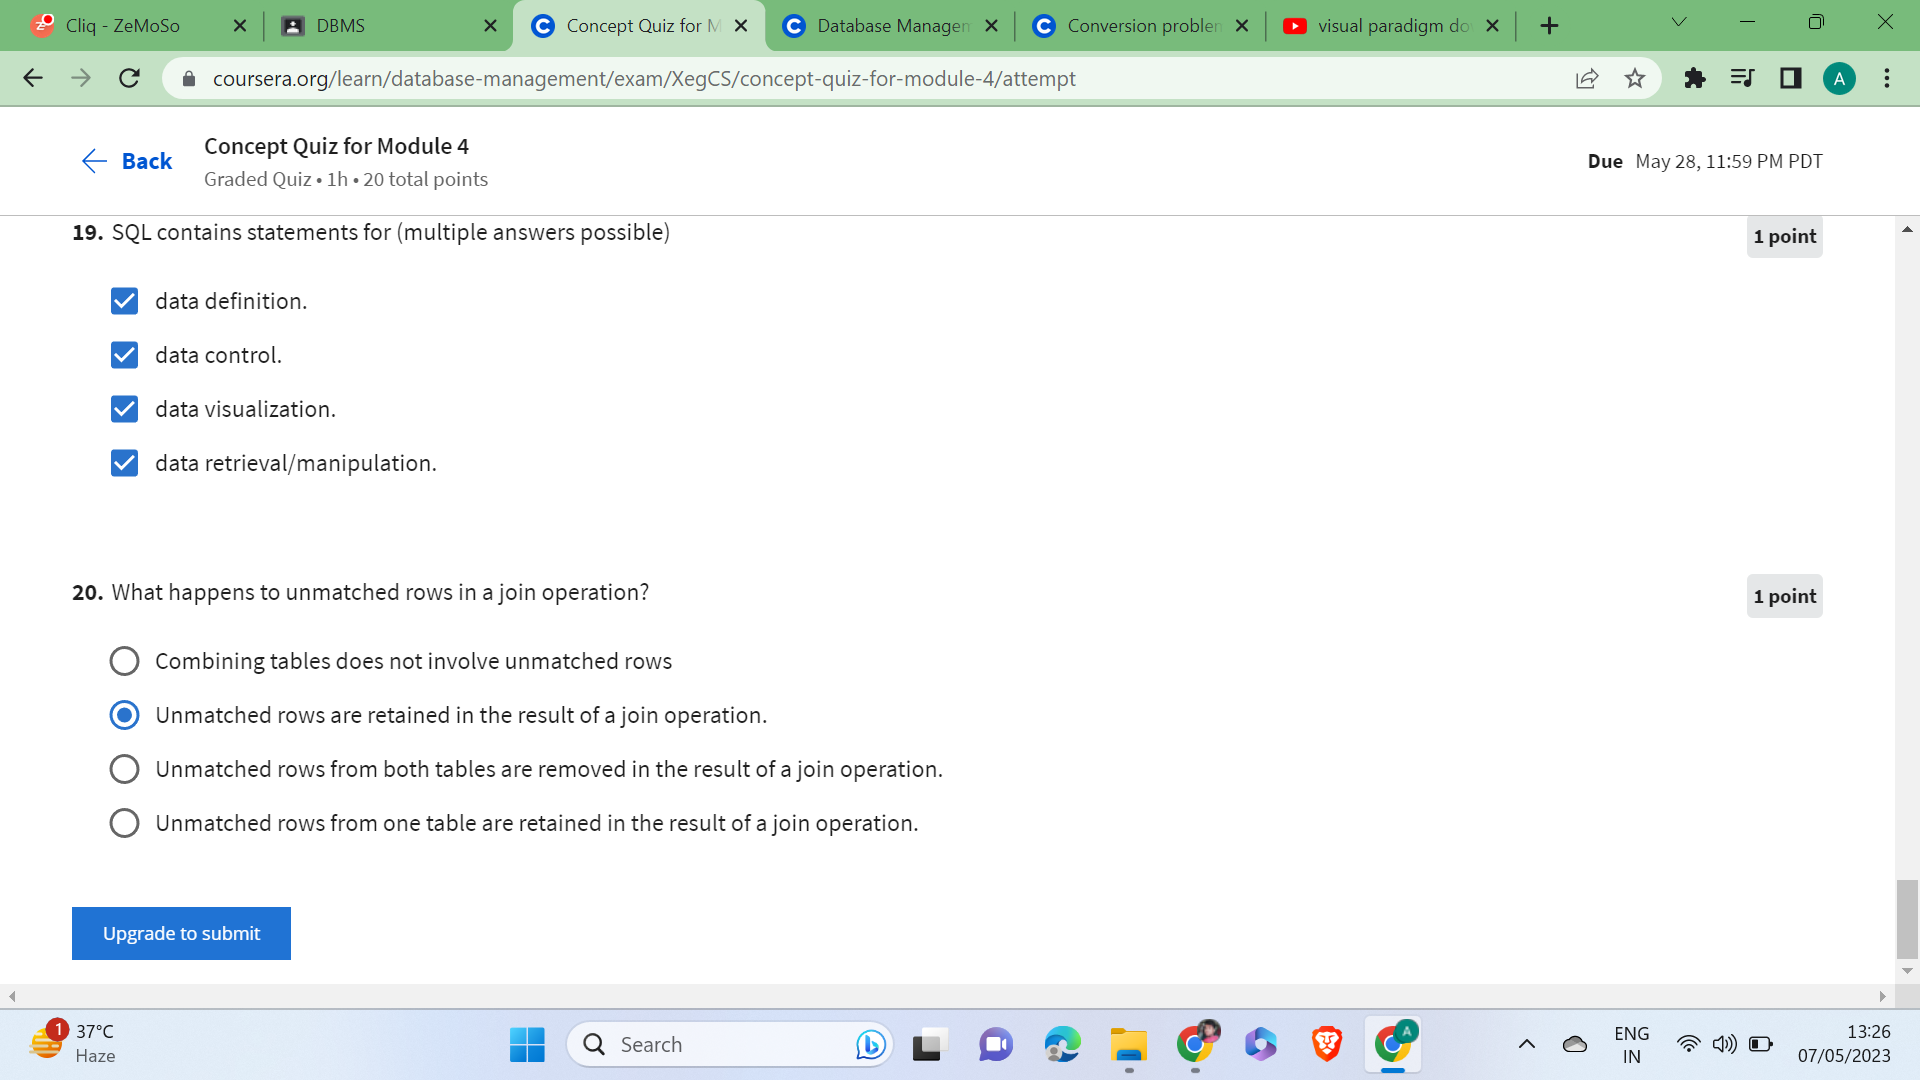 Cliq - ZeMoSo
DBMS
Concept Quiz for M
Database Managem
Conversion problem
visual paradigm do
coursera.org/learn/database-management/exam/XegCS/concept-quiz-for-module-4/attempt
A
Back
Concept Quiz for Module 4
Graded Quiz • 1h • 20 total points
Due May 28, 11:59 PM PDT
19. SQL contains statements for (multiple answers possible)
1 point
data definition.
data control.
data visualization.
data retrieval/manipulation.
20. What happens to unmatched rows in a join operation?
1 point
Combining tables does not involve unmatched rows
Unmatched rows are retained in the result of a join operation.
Unmatched rows from both tables are removed in the result of a join operation.
Unmatched rows from one table are retained in the result of a join operation.
Upgrade to submit
1
37°C
Haze
Search
A
ENG
IN
13:26
07/05/2023